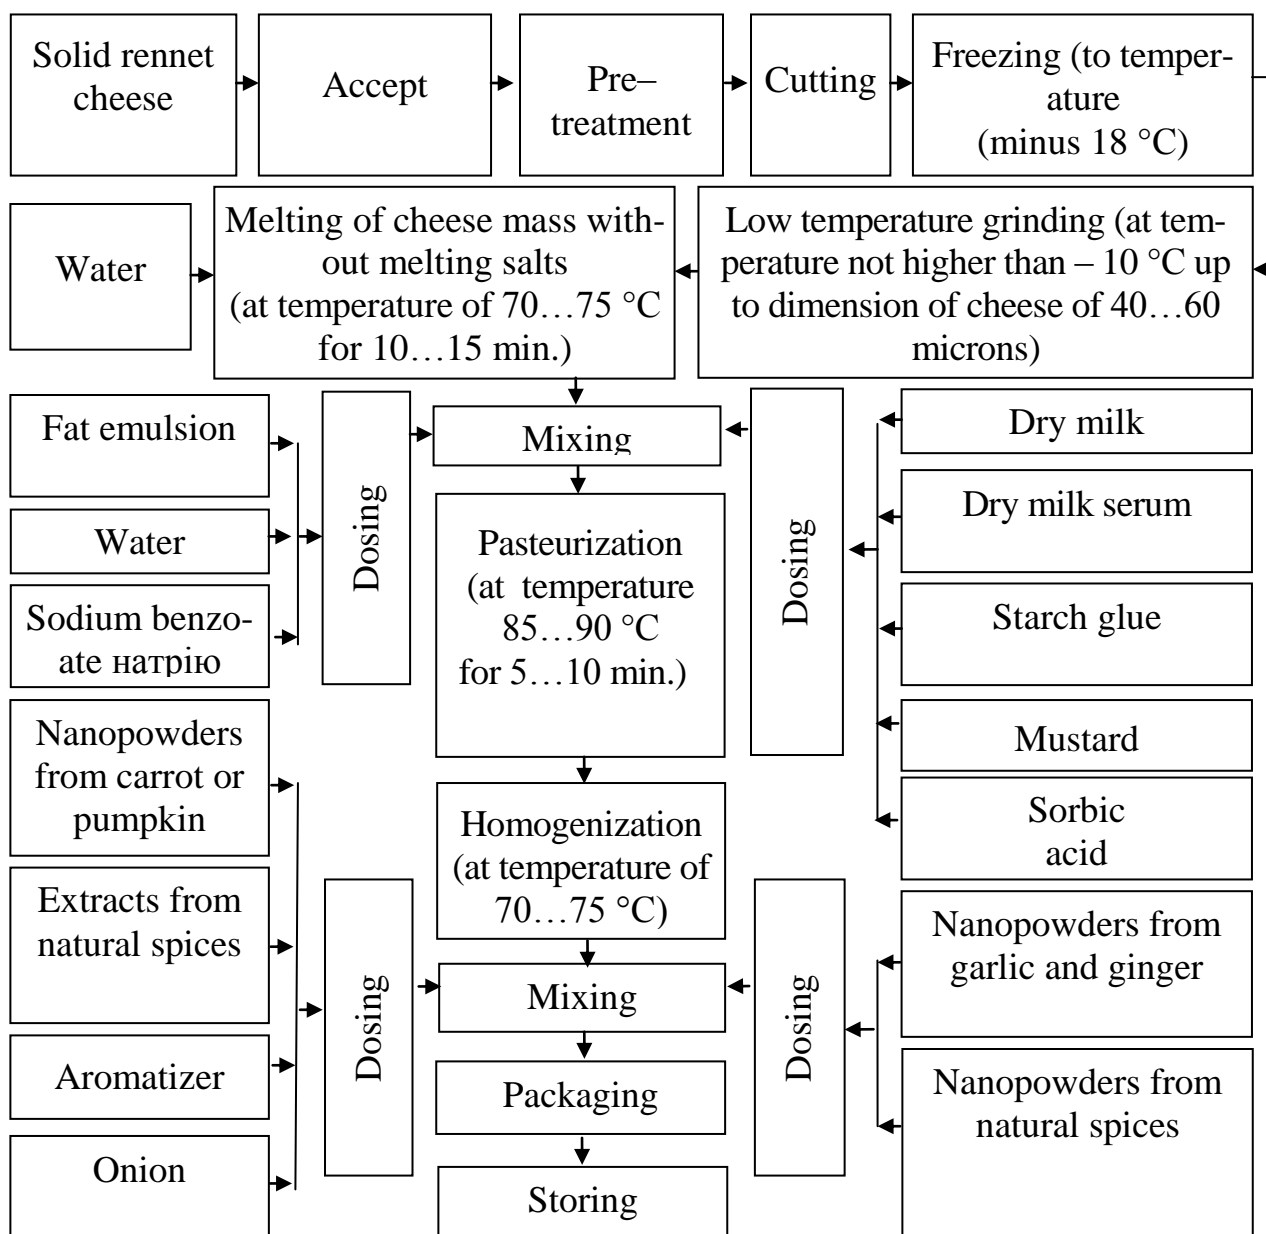 Solid rennet
cheese
Accept
Pre–
treatment
Cutting
Freezing (to temper-
ature
(minus 18 °C)
Water
Melting of cheese mass with-
out melting salts
(at temperature of 70…75 °C
for 10…15 min.)
Low temperature grinding (at tem-
perature not higher than – 10 °C up
to dimension of cheese of 40…60
microns)
Fat emulsion
Water
Sodium benzo-
ate натрію
Dosing
Mixing
Pasteurization
(at temperature
85…90 °C
for 5…10 min.)
Dosing
Dry milk
Dry milk serum
Starch glue
Mustard
Sorbic
acid
Nanopowders
from carrot or
pumpkin
Extracts from
natural spices
Aromatizer
Onion
Dosing
Homogenization
(at temperature of
70…75 °C)
Mixing
Packaging
Storing
Dosing
Nanopowders from
garlic and ginger
Nanopowders from
natural spices